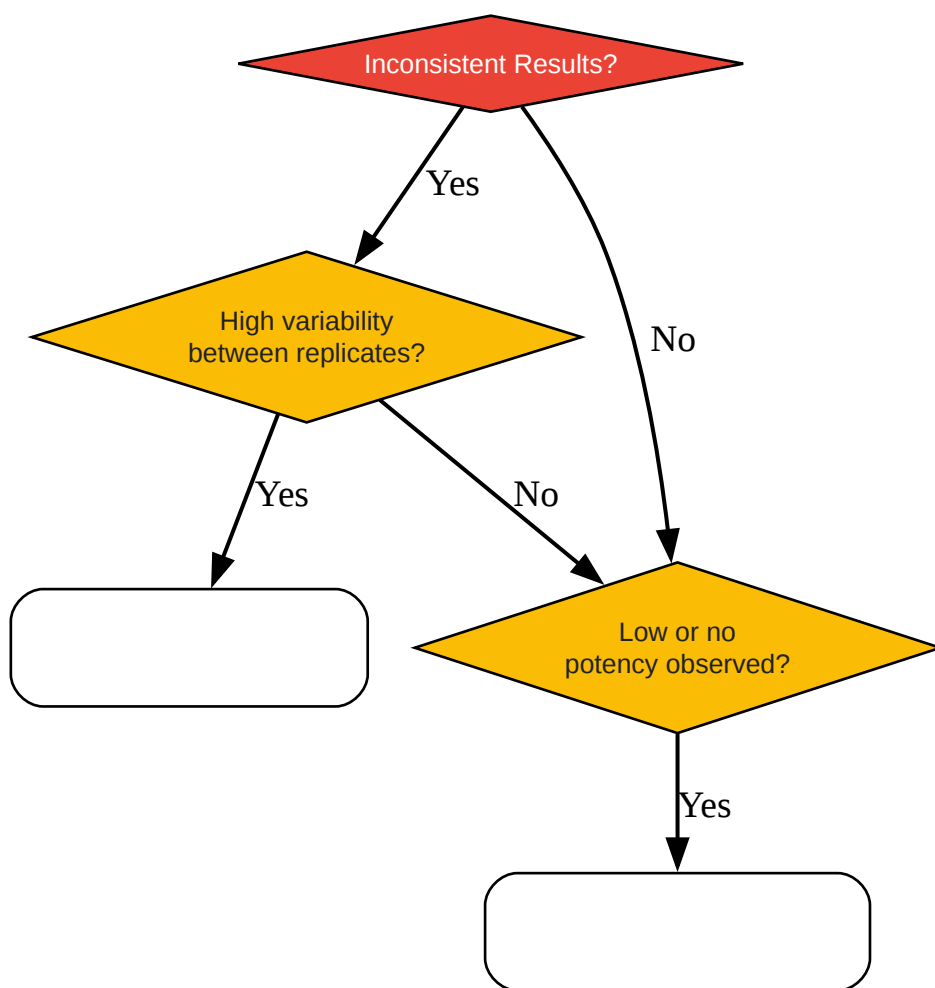 Inconsistent Results?
Yes
High variability
between replicates?
No
Yes
No
Low or no
potency observed?
Yes